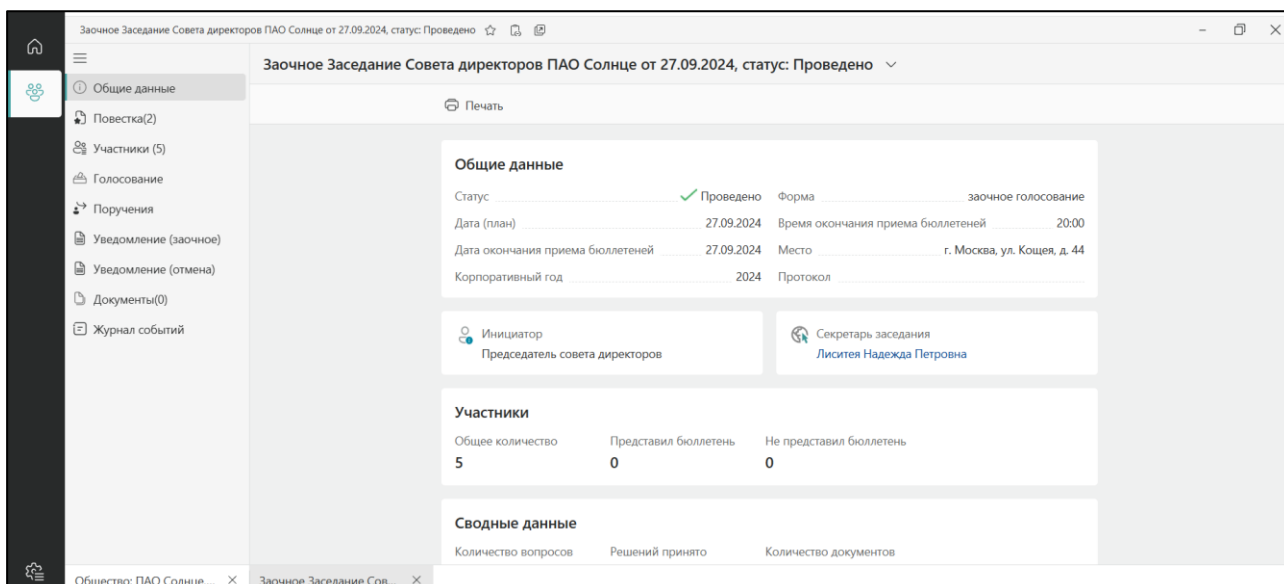 Заочное Заседание Совета директоров ПАО Солнце от 27.09.2024, статус: Проведено
Заочное Заседание Совета директоров ПАО Солнце от 27.09.2024, статус: Проведено
Общие данные
Повестка(2)
Участники (5)
Голосование
Поручения
Уведомление (заочное)
Уведомление (отмена)
Документы(0)
Журнал событий
Печать
Общие данные
Статус Проведено Форма заочное голосование
Дата (план) 27.09.2024 Время окончания приема бюллетеней 20:00
Дата окончания приема бюллетеней 27.09.2024 Место г. Москва, ул. Кощея, д. 44
Корпоративный год 2024 Протокол
Инициатор
Председатель совета директоров
Секретарь заседания
Лиситея Надежда Петровна
Участники
Общее количество Представил бюллетень Не представил бюллетень
5 0 0
Сводные данные
Количество вопросов Решений принято Количество документов
Общество: ПАО Солнце,... Заочное Заседание Сов...